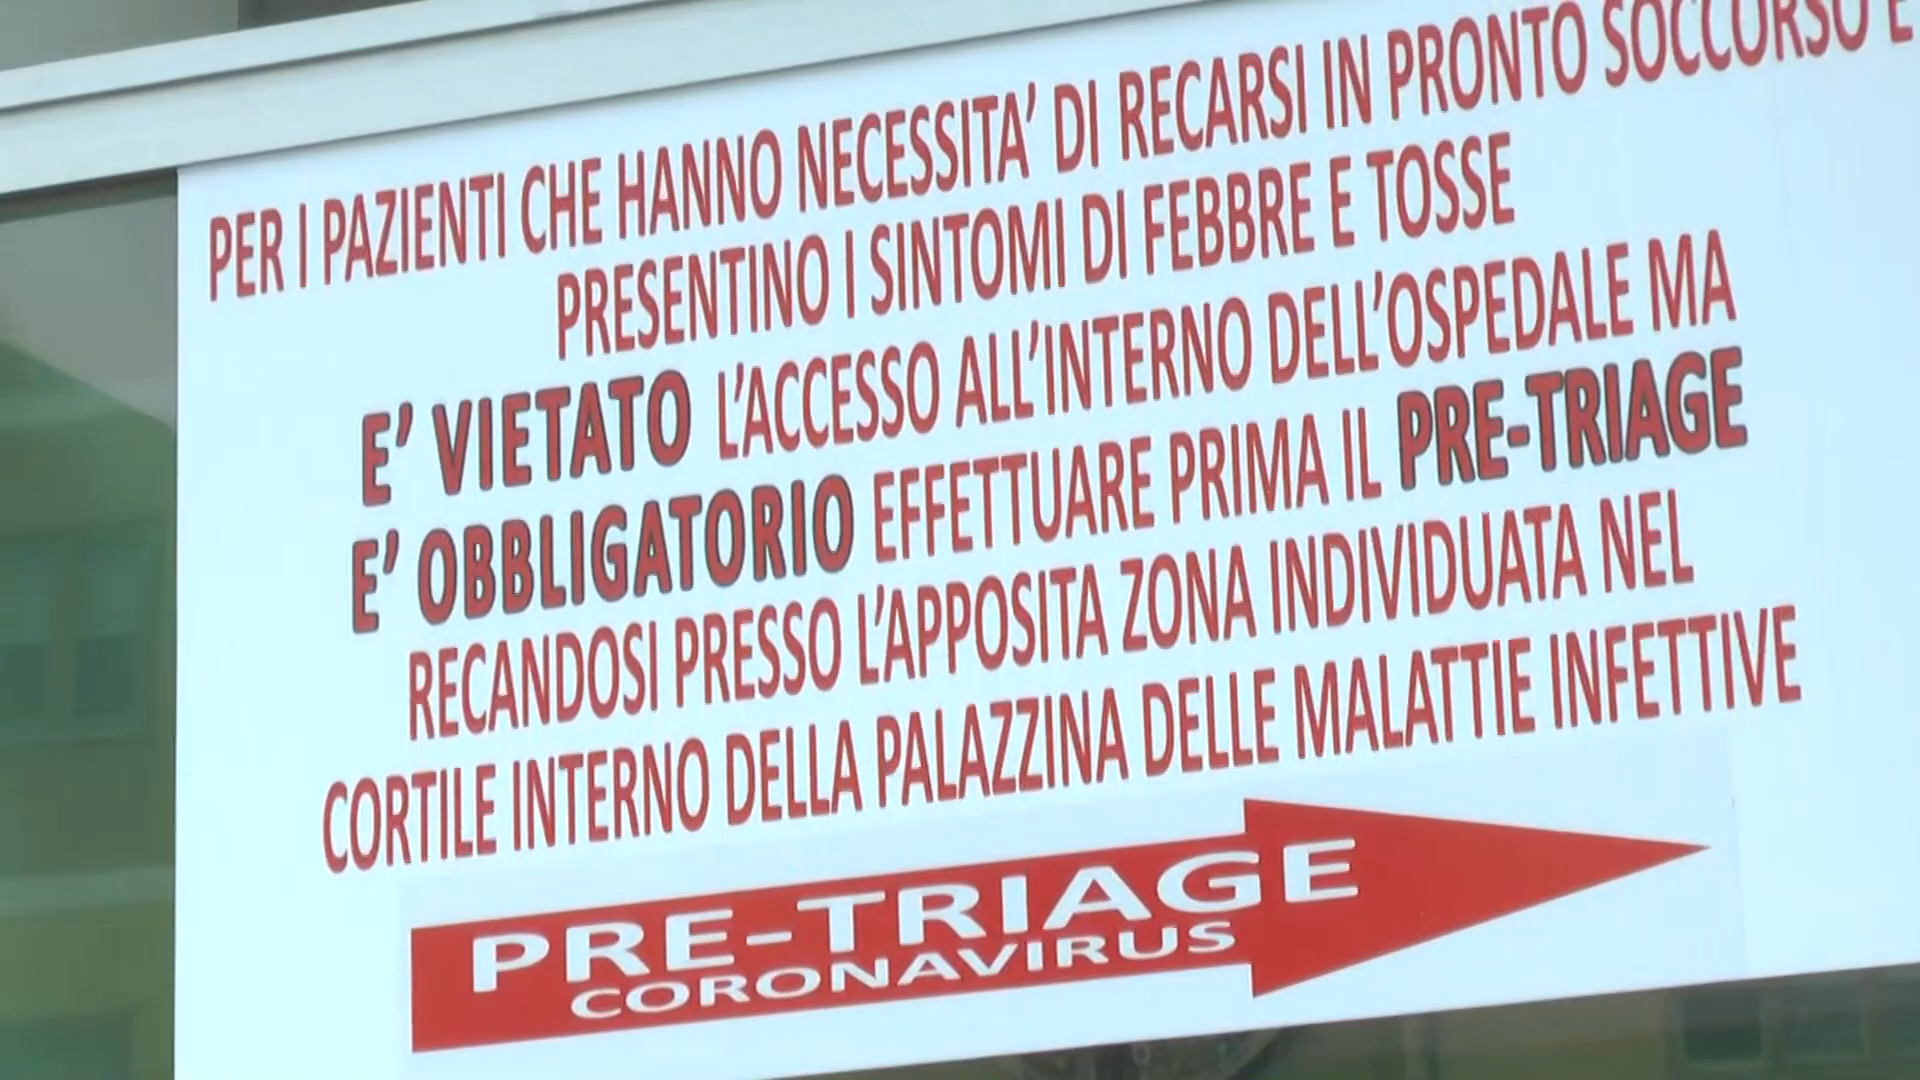 PER I PAZIENTI CHE HANNO NECESSITA' DI RECARSI IN PRONTO SOCCORSO E
PRESENTINO I SINTOMI DI FEBBRE E TOSSE
E' VIETATO L'ACCESSO ALL'INTERNO DELL'OSPEDALE MA
E' OBBLIGATORIO EFFETTUARE PRIMA IL PRE-TRIAGE
RECANDOSI PRESSO L'APPOSITA ZONA INDIVIDUATA NEL
CORTILE INTERNO DELLA PALAZZINA DELLE MALATTIE INFETTIVE
PRE-TRIAGE
CORONAVIRUS